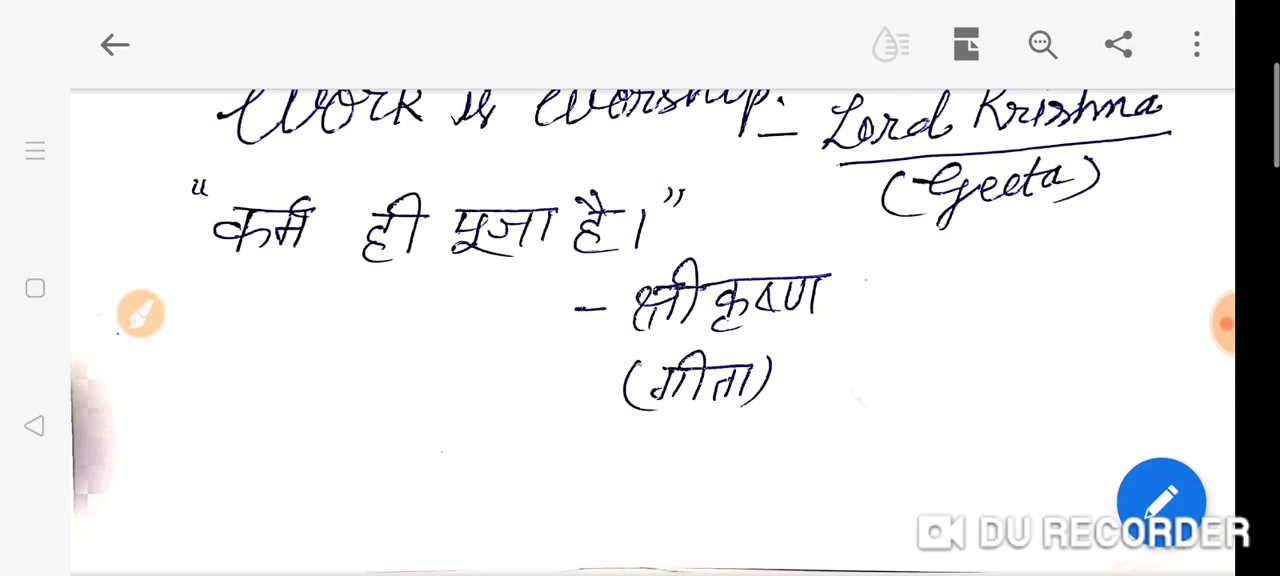 Work is Worship. - Lord Krishna
(Geeta)
"कर्म ही पूजा है।"
- श्री कृष्ण
(गीता)
DU RECORDER